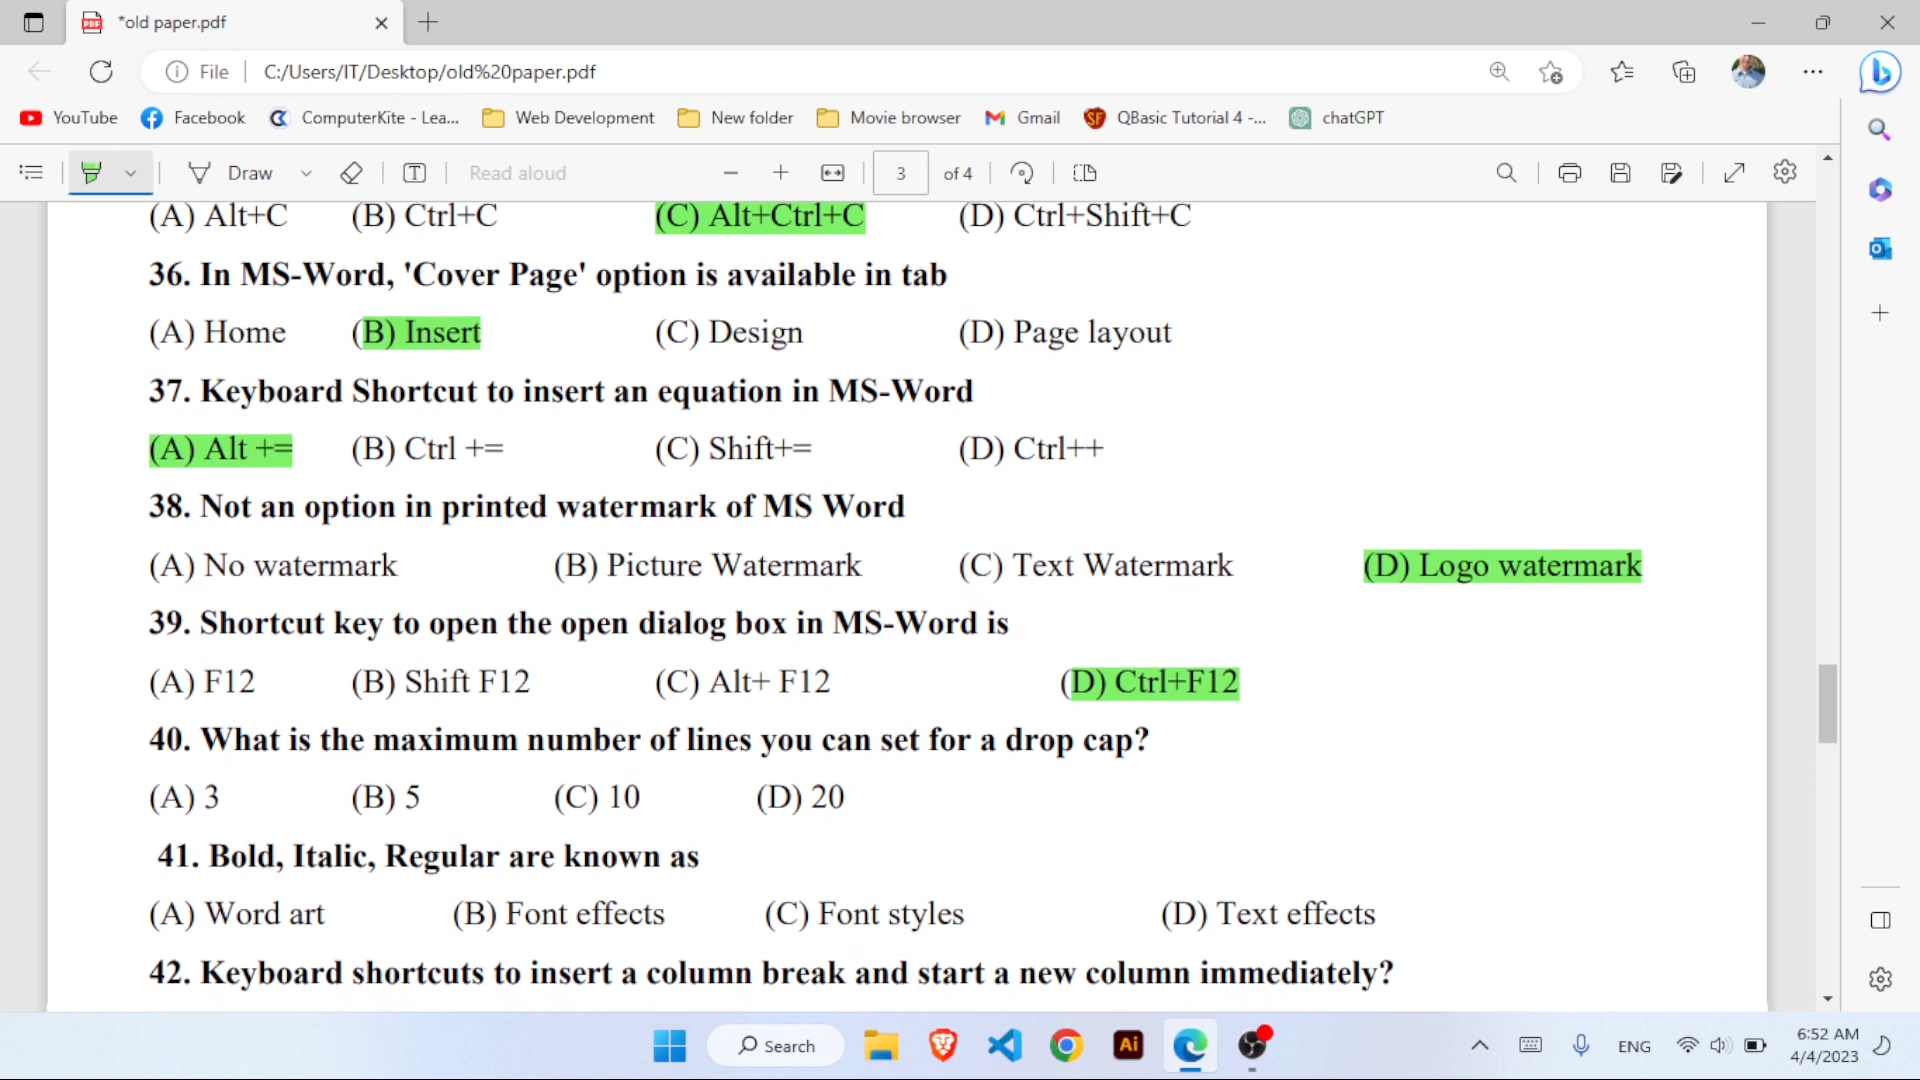 *old paper.pdf
File
C:/Users/IT/Desktop/old%20paper.pdf
YouTube Facebook ComputerKite - Lea... Web Development New folder Movie browser Gmail QBasic Tutorial 4 -... chatGPT
Draw Read aloud 3 of 4
(A) Alt+C (B) Ctrl+C (C) Alt+Ctrl+C (D) Ctrl+Shift+C
36. In MS-Word, 'Cover Page' option is available in tab
(A) Home (B) Insert (C) Design (D) Page layout
37. Keyboard Shortcut to insert an equation in MS-Word
(A) Alt += (B) Ctrl += (C) Shift+= (D) Ctrl++
38. Not an option in printed watermark of MS Word
(A) No watermark (B) Picture Watermark (C) Text Watermark (D) Logo watermark
39. Shortcut key to open the open dialog box in MS-Word is
(A) F12 (B) Shift F12 (C) Alt+ F12 (D) Ctrl+F12
40. What is the maximum number of lines you can set for a drop cap?
(A) 3 (B) 5 (C) 10 (D) 20
41. Bold, Italic, Regular are known as
(A) Word art (B) Font effects (C) Font styles (D) Text effects
42. Keyboard shortcuts to insert a column break and start a new column immediately?
Search Ai ENG 6:52 AM
4/4/2023